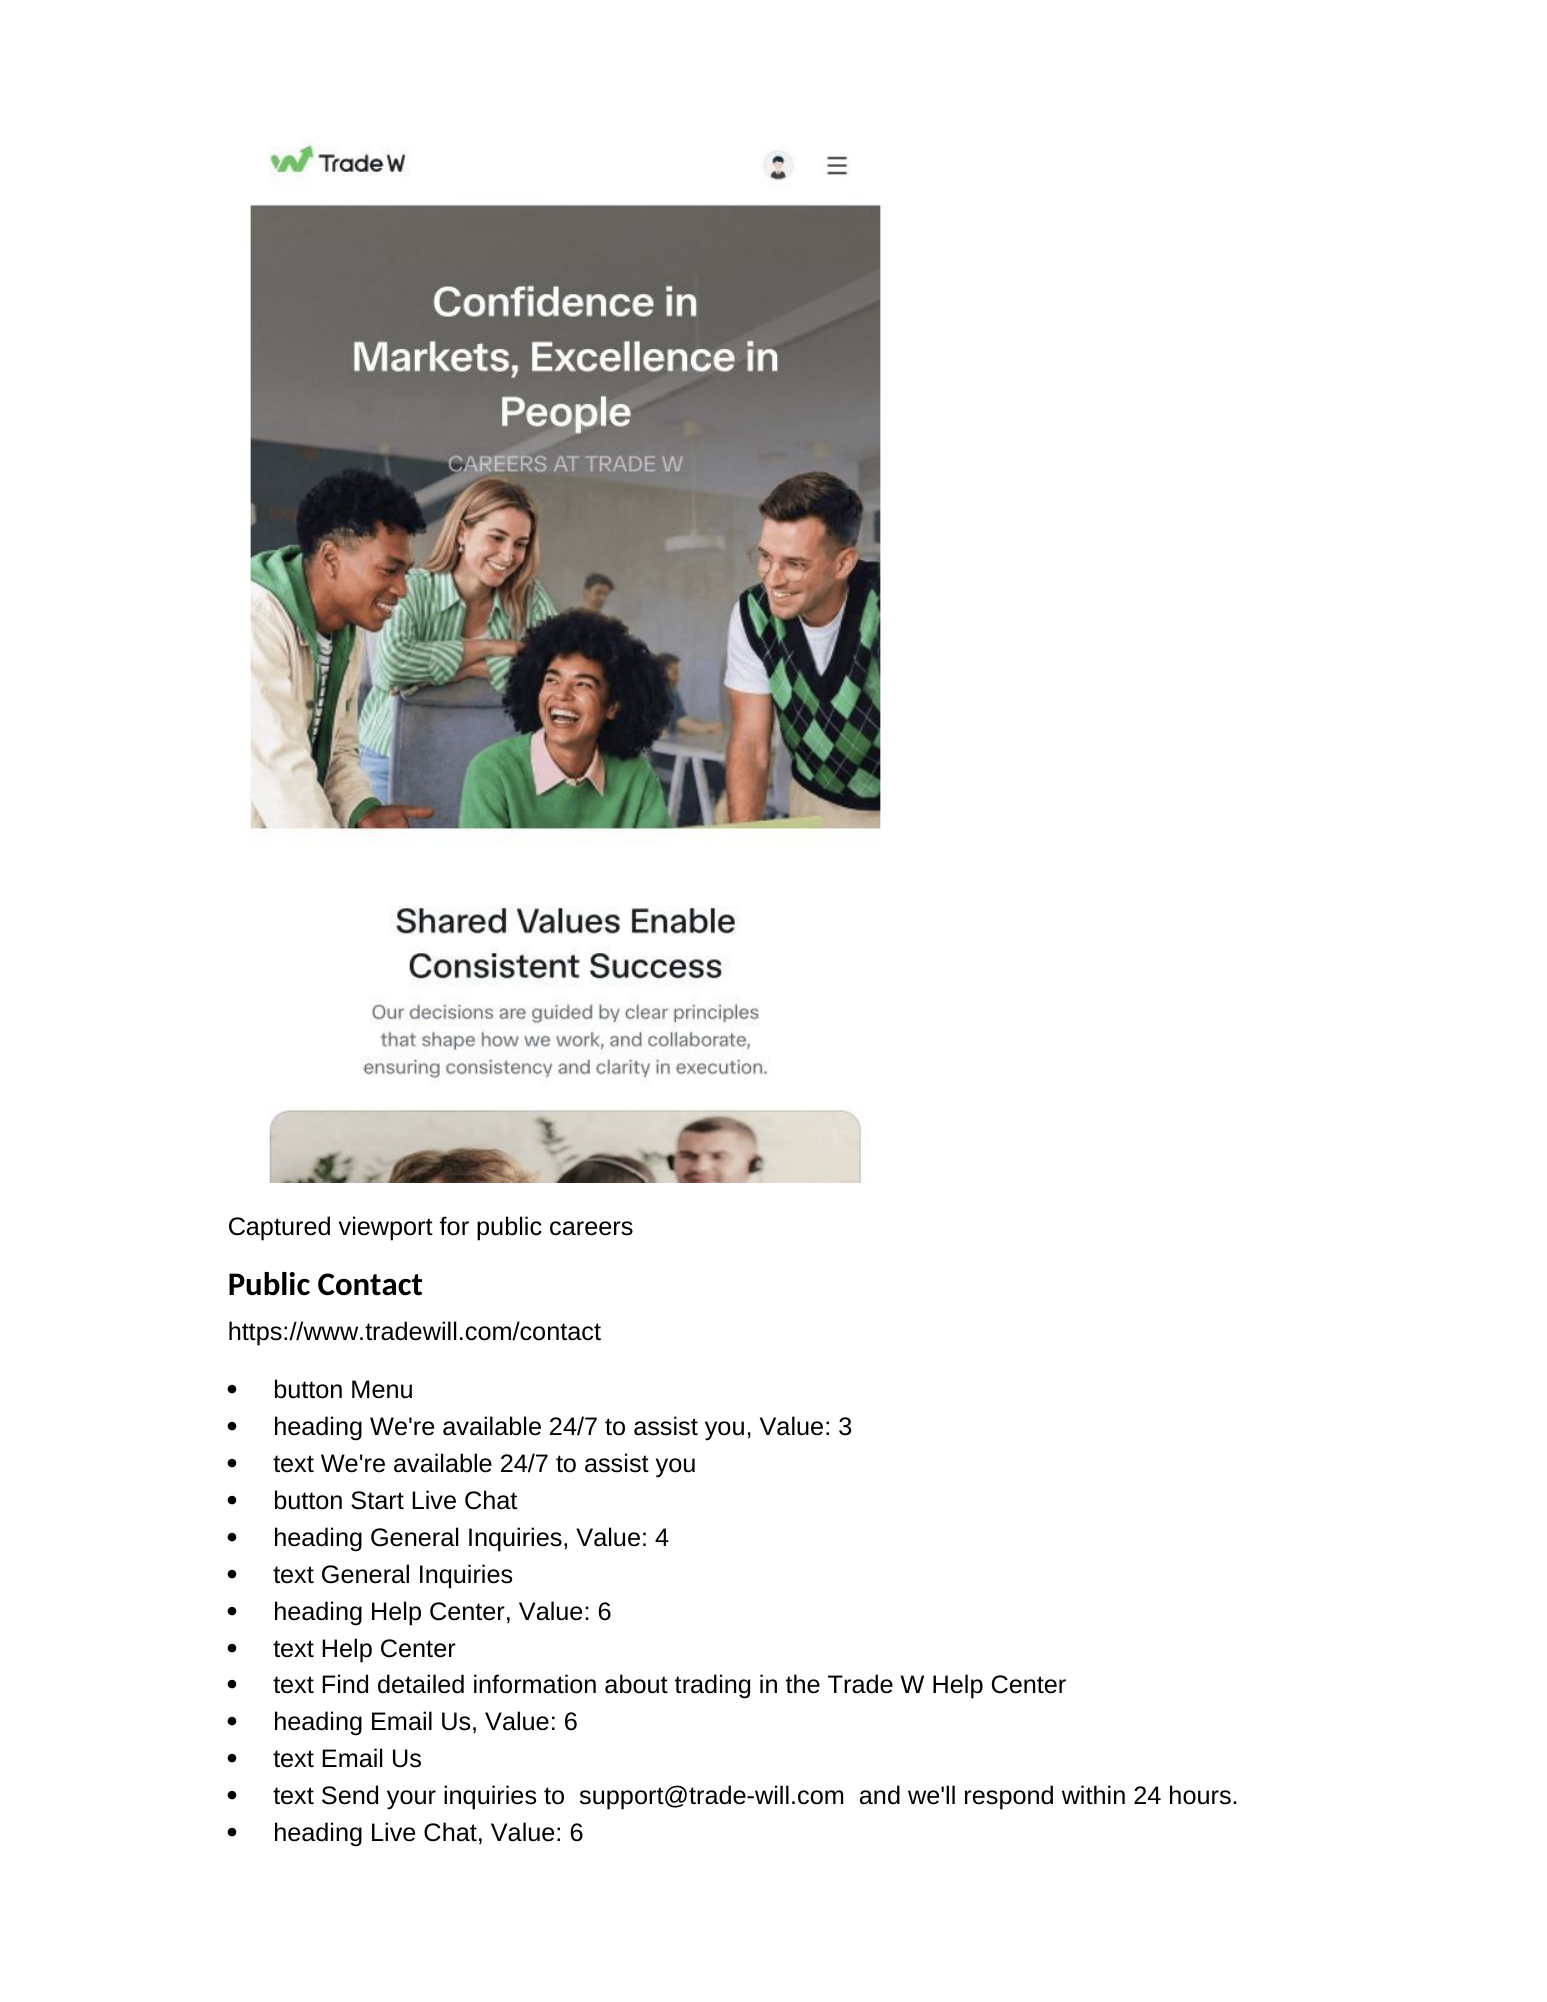 Trade W
Confidence in
Markets, Excellence in
People
CAREERS AT TRADE W
Shared Values Enable
Consistent Success
Our decisions are guided by clear principles
that shape how we work, and collaborate,
ensuring consistency and clarity in execution.
Captured viewport for public careers
Public Contact
https://www.tradewill.com/contact
• button Menu
• heading We're available 24/7 to assist you, Value: 3
• text We're available 24/7 to assist you
• button Start Live Chat
• heading General Inquiries, Value: 4
• text General Inquiries
• heading Help Center, Value: 6
• text Help Center
• text Find detailed information about trading in the Trade W Help Center
• heading Email Us, Value: 6
• text Email Us
• text Send your inquiries to  support@trade-will.com  and we'll respond within 24 hours.
• heading Live Chat, Value: 6